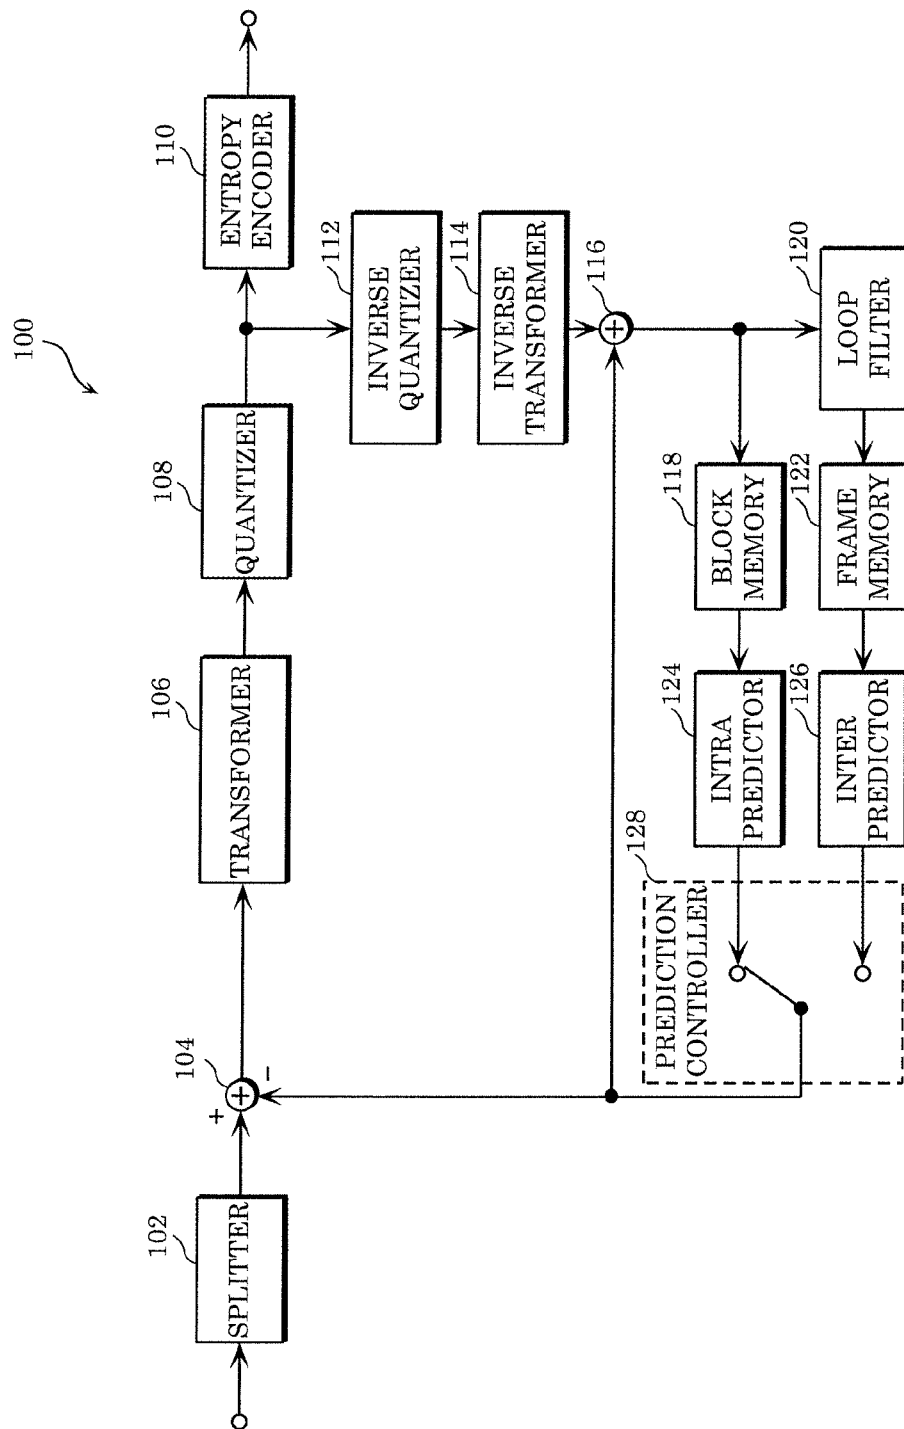 100
102
SPLITTER
104
+
−
+
106
TRANSFORMER
108
QUANTIZER
110
ENTROPY
ENCODER
112
INVERSE
QUANTIZER
114
INVERSE
TRANSFORMER
116
+
128
PREDICTION
CONTROLLER
124
INTRA
PREDICTOR
118
BLOCK
MEMORY
120
LOOP
FILTER
126
INTER
PREDICTOR
122
FRAME
MEMORY